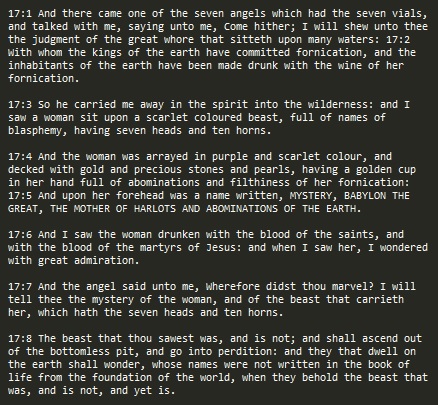 17:1 And there came one of the seven angels which had the seven vials,
and talked with me, saying unto me, Come hither; I will shew unto thee
the judgment of the great whore that sitteth upon many waters: 17:2
With whom the kings of the earth have committed fornication, and the
inhabitants of the earth have been made drunk with the wine of her
fornication.
17:3 So he carried me away in the spirit into the wilderness: and I
saw a woman sit upon a scarlet coloured beast, full of names of
blasphemy, having seven heads and ten horns.
17:4 And the woman was arrayed in purple and scarlet colour, and
decked with gold and precious stones and pearls, having a golden cup
in her hand full of abominations and filthiness of her fornication:
17:5 And upon her forehead was a name written, MYSTERY, BABYLON THE
GREAT, THE MOTHER OF HARLOTS AND ABOMINATIONS OF THE EARTH.
17:6 And I saw the woman drunken with the blood of the saints, and
with the blood of the martyrs of Jesus: and when I saw her, I wondered
with great admiration.
17:7 And the angel said unto me, Wherefore didst thou marvel? I will
tell thee the mystery of the woman, and of the beast that carrieth
her, which hath the seven heads and ten horns.
17:8 The beast that thou sawest was, and is not; and shall ascend out
of the bottomless pit, and go into perdition: and they that dwell on
the earth shall wonder, whose names were not written in the book of
life from the foundation of the world, when they behold the beast that
was, and is not, and yet is.